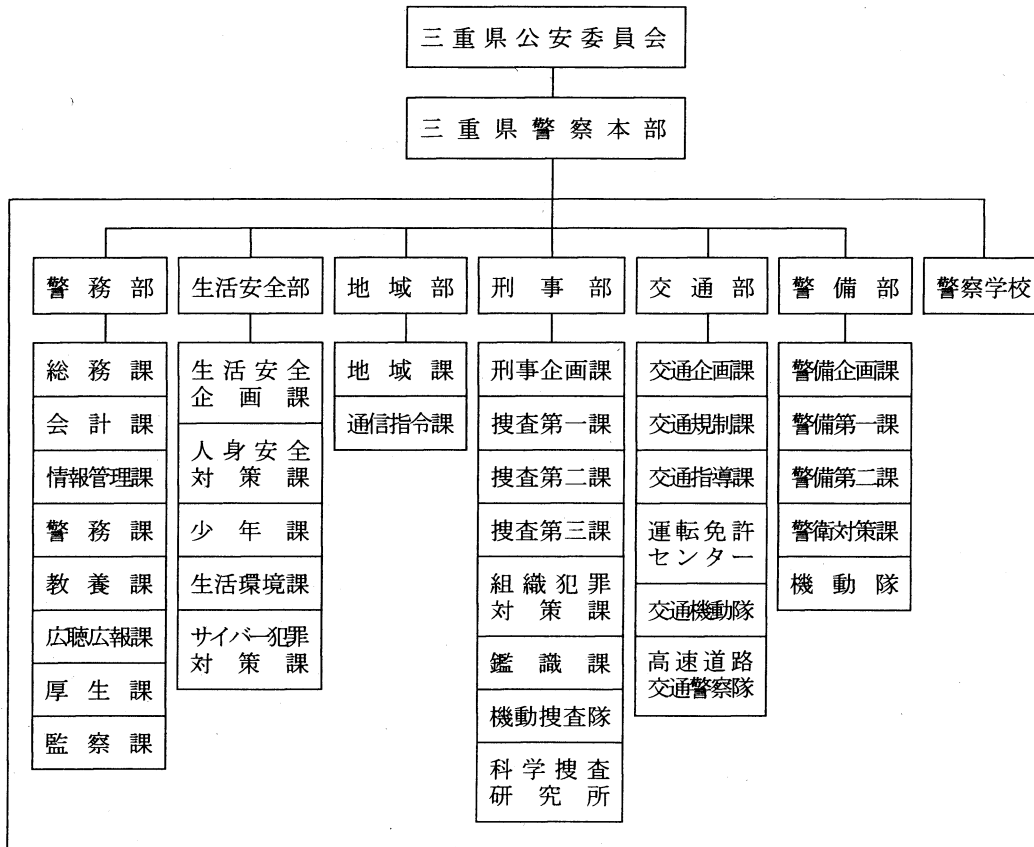 三重県公安委員会
三重県警察本部
警務部
生活安全部
地域部
刑事部
交通部
警備部
警察学校
総務課
会計課
情報管理課
警務課
教養課
広聴広報課
厚生課
監察課
生活安全
企画課
人身安全
対策課
少年課
生活環境課
サイバー犯罪
対策課
地域課
通信指令課
刑事企画課
捜査第一課
捜査第二課
捜査第三課
組織犯罪
対策課
鑑識課
機動捜査隊
科学捜査
研究所
交通企画課
交通規制課
交通指導課
運転免許
センター
交通機動隊
高速道路
交通警察隊
警備企画課
警備第一課
警備第二課
警衛対策課
機動隊